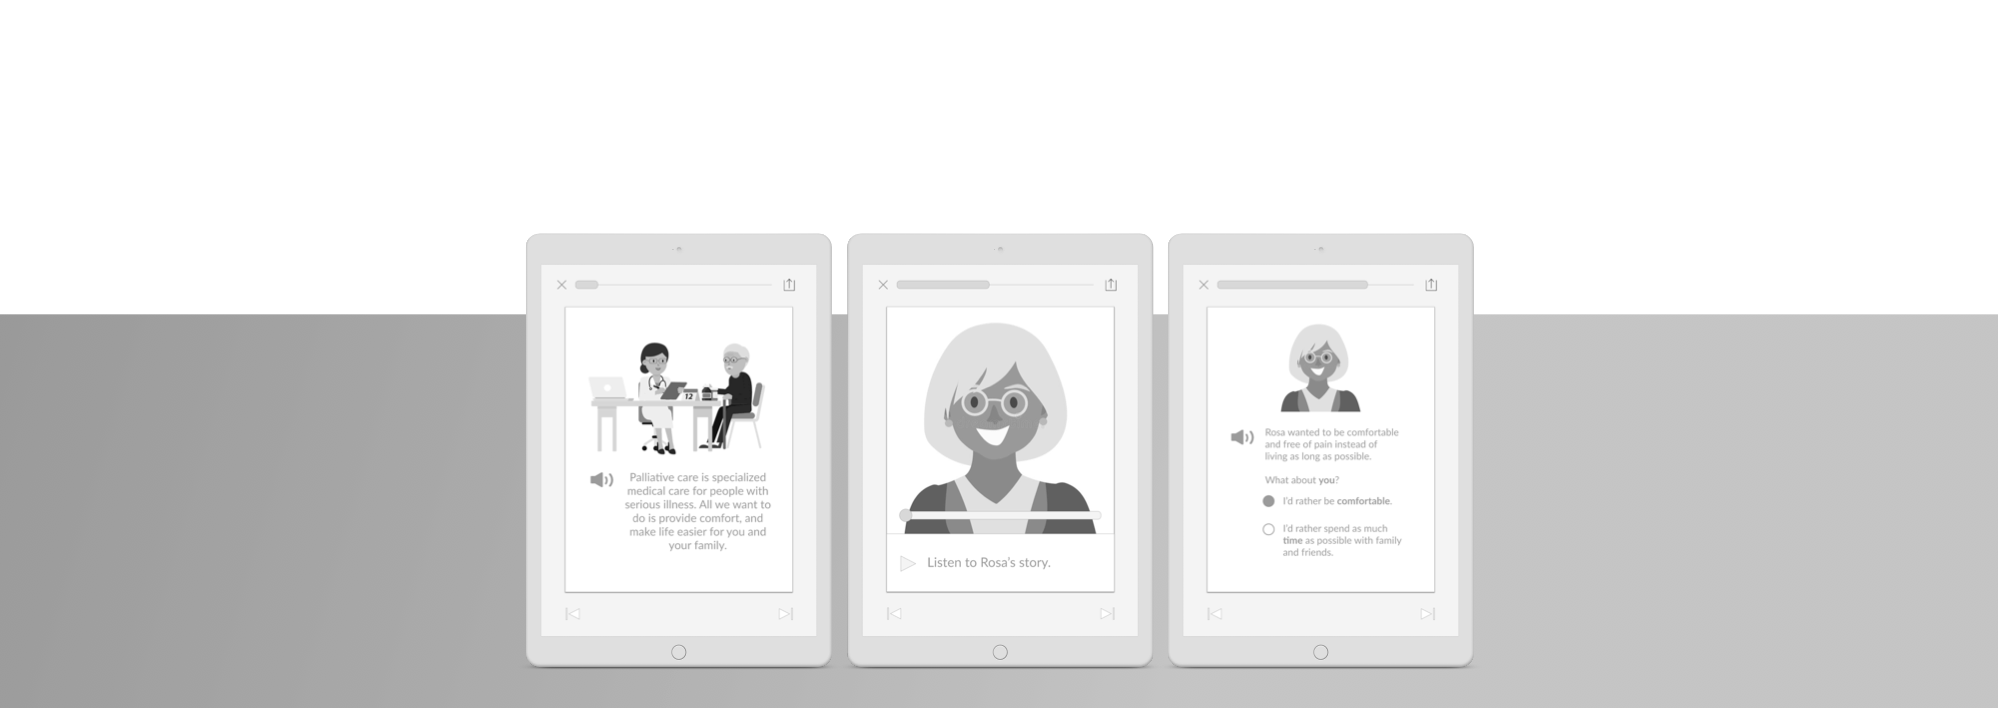 12
Palliative care is specialized
medical care for people with
serious illness. All we want to
do is provide comfort, and
make life easier for you and
your family.
Listen to Rosa's story.
Rosa wanted to be comfortable
and free of pain instead of
living as long as possible.
What about you?
I'd rather be comfortable.
I'd rather spend as much
time as possible with family
and friends.